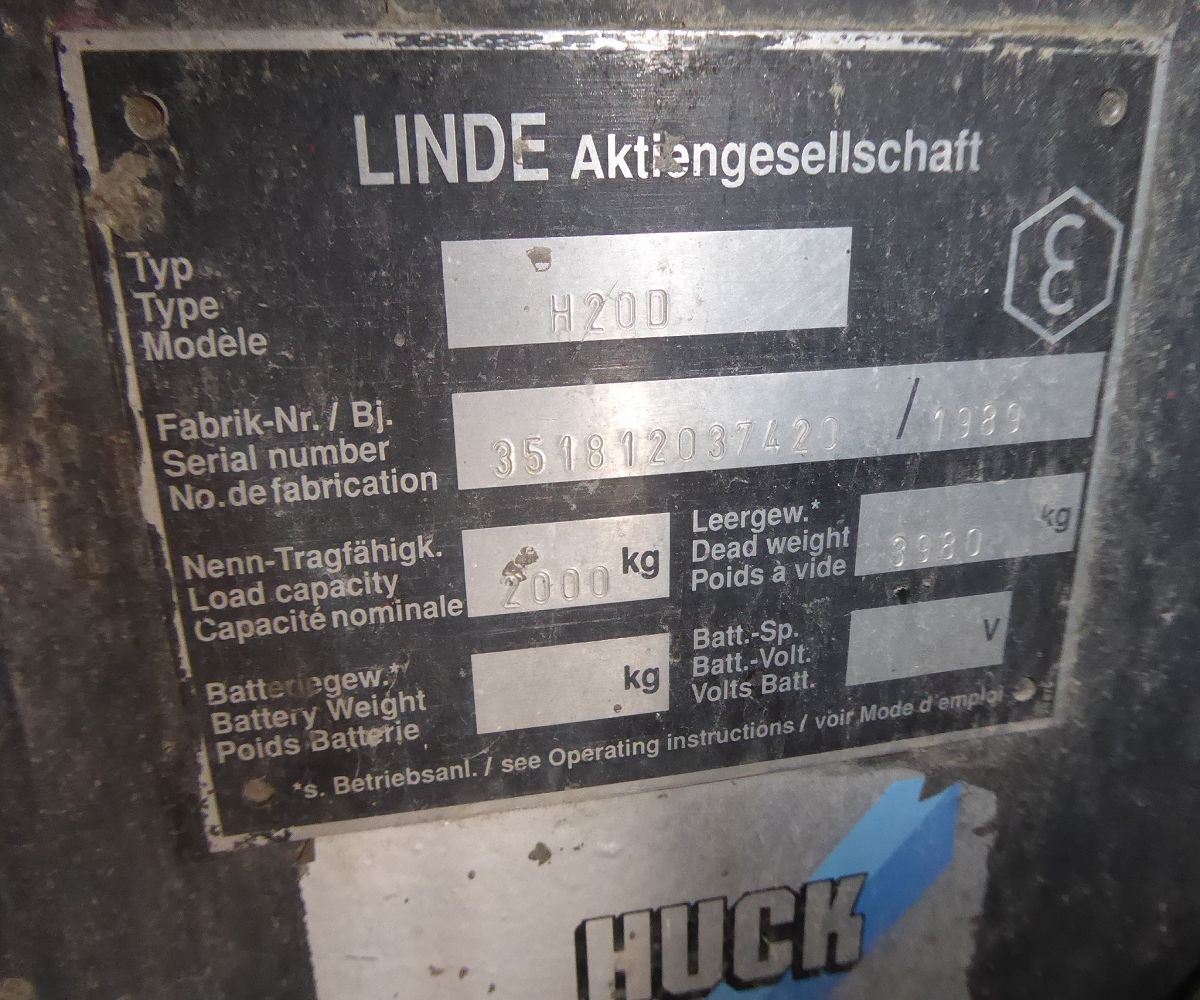 LINDE Aktiengesellschaft
Typ
Type
Modèle
H20D
Fabrik-Nr. / Bj.
Serial number
No. de fabrication
351812037420 / 1989
Nenn-Tragfähigk.
Load capacity
Capacité nominale
2000 kg
Leergew.*
Dead weight
Poids à vide
3980 kg
Batteriegew.*
Battery Weight
Poids Batterie
kg
Batt.-Sp.
Batt.-Volt.
Volts Batt.
V
*s. Betriebsanl. / see Operating instructions / voir Mode d'emploi
HUCK